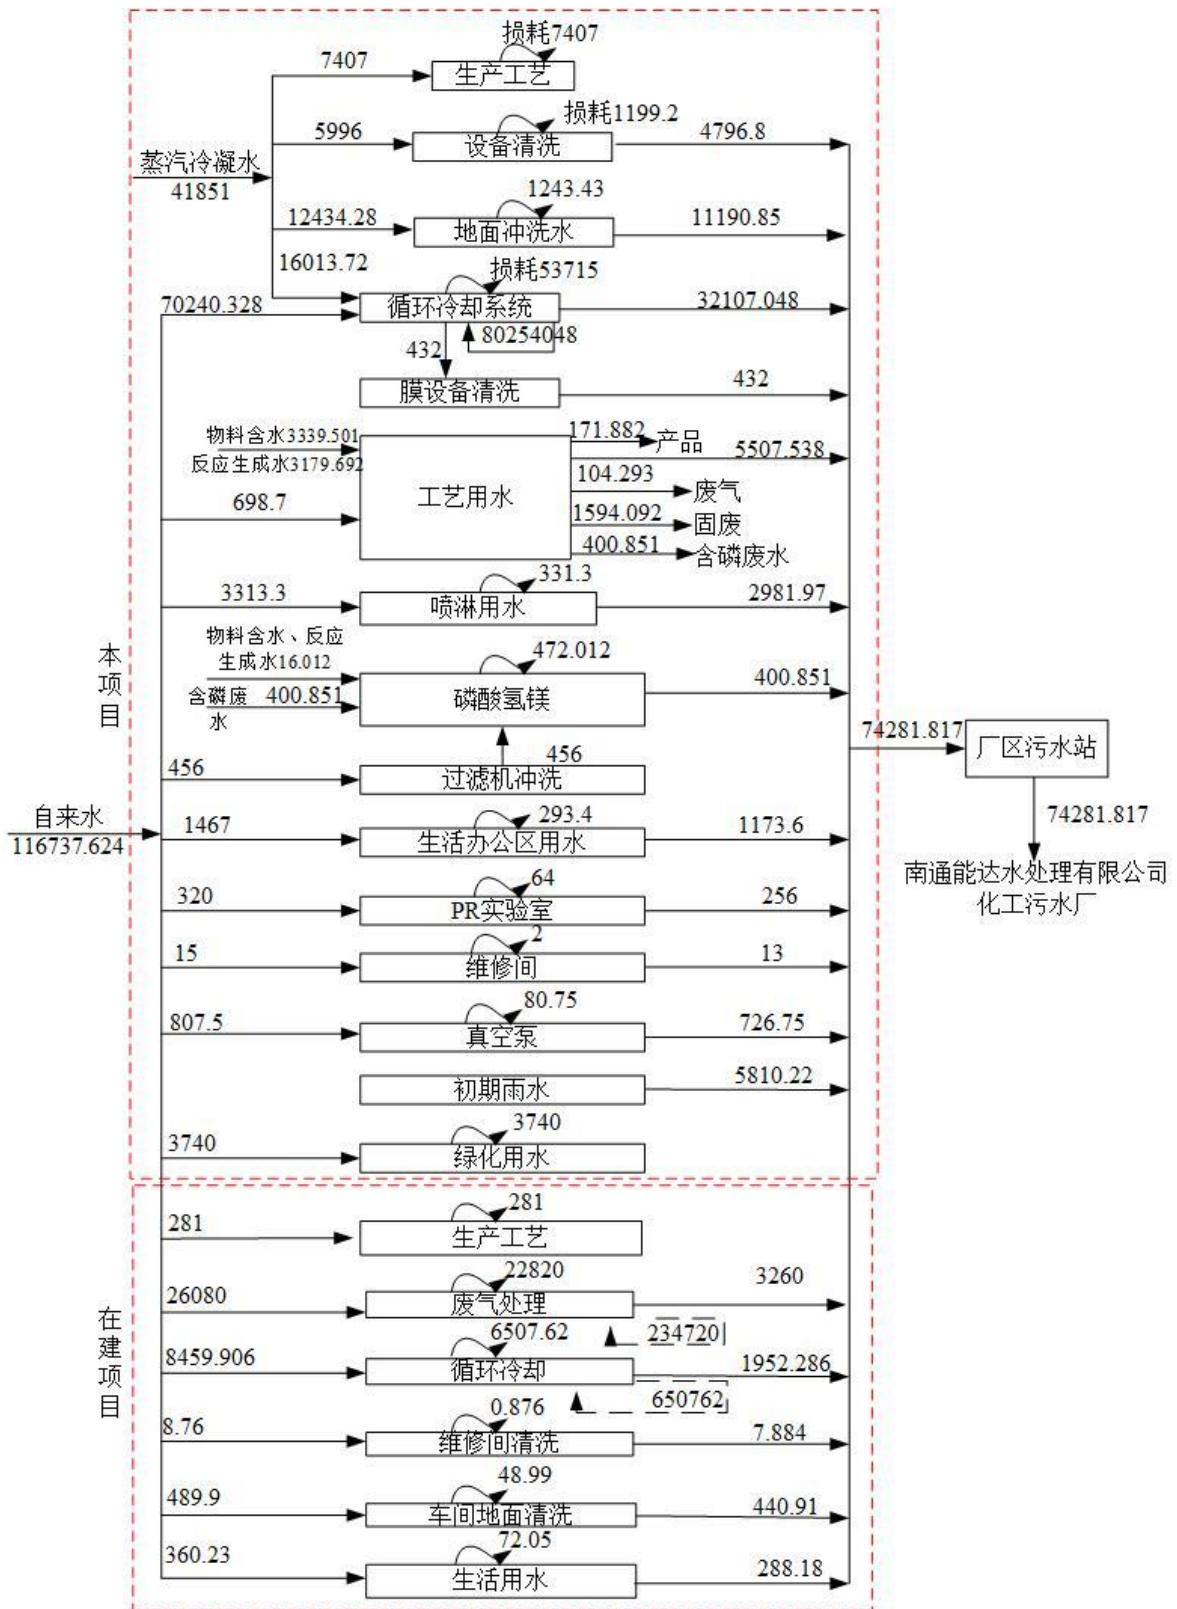 损耗7407
7407
生产工艺
损耗1199.2
5996
设备清洗
4796.8
蒸汽冷凝水
41851
1243.43
12434.28
地面冲洗水
11190.85
16013.72
损耗53715
70240.328
循环冷却系统
32107.048
80254048
432
膜设备清洗
432
物料含水3339.501
反应生成水3179.692
698.7
工艺用水
171.882
产品
5507.538
104.293
废气
1594.092
固废
400.851
含磷废水
331.3
3313.3
喷淋用水
2981.97
物料含水、反应
生成水16.012
472.012
含磷废
水
400.851
磷酸氢镁
400.851
本
项
目
456
456
过滤机冲洗
74281.817
厂区污水站
74281.817
南通能达水处理有限公司
化工污水厂
自来水
116737.624
293.4
1467
生活办公区用水
1173.6
64
320
PR实验室
256
2
15
维修间
13
80.75
807.5
真空泵
726.75
初期雨水
5810.22
3740
3740
绿化用水
281
281
生产工艺
22820
26080
废气处理
3260
234720
在
建
项
目
6507.62
8459.906
循环冷却
1952.286
650762
0.876
8.76
维修间清洗
7.884
48.99
489.9
车间地面清洗
440.91
72.05
360.23
生活用水
288.18